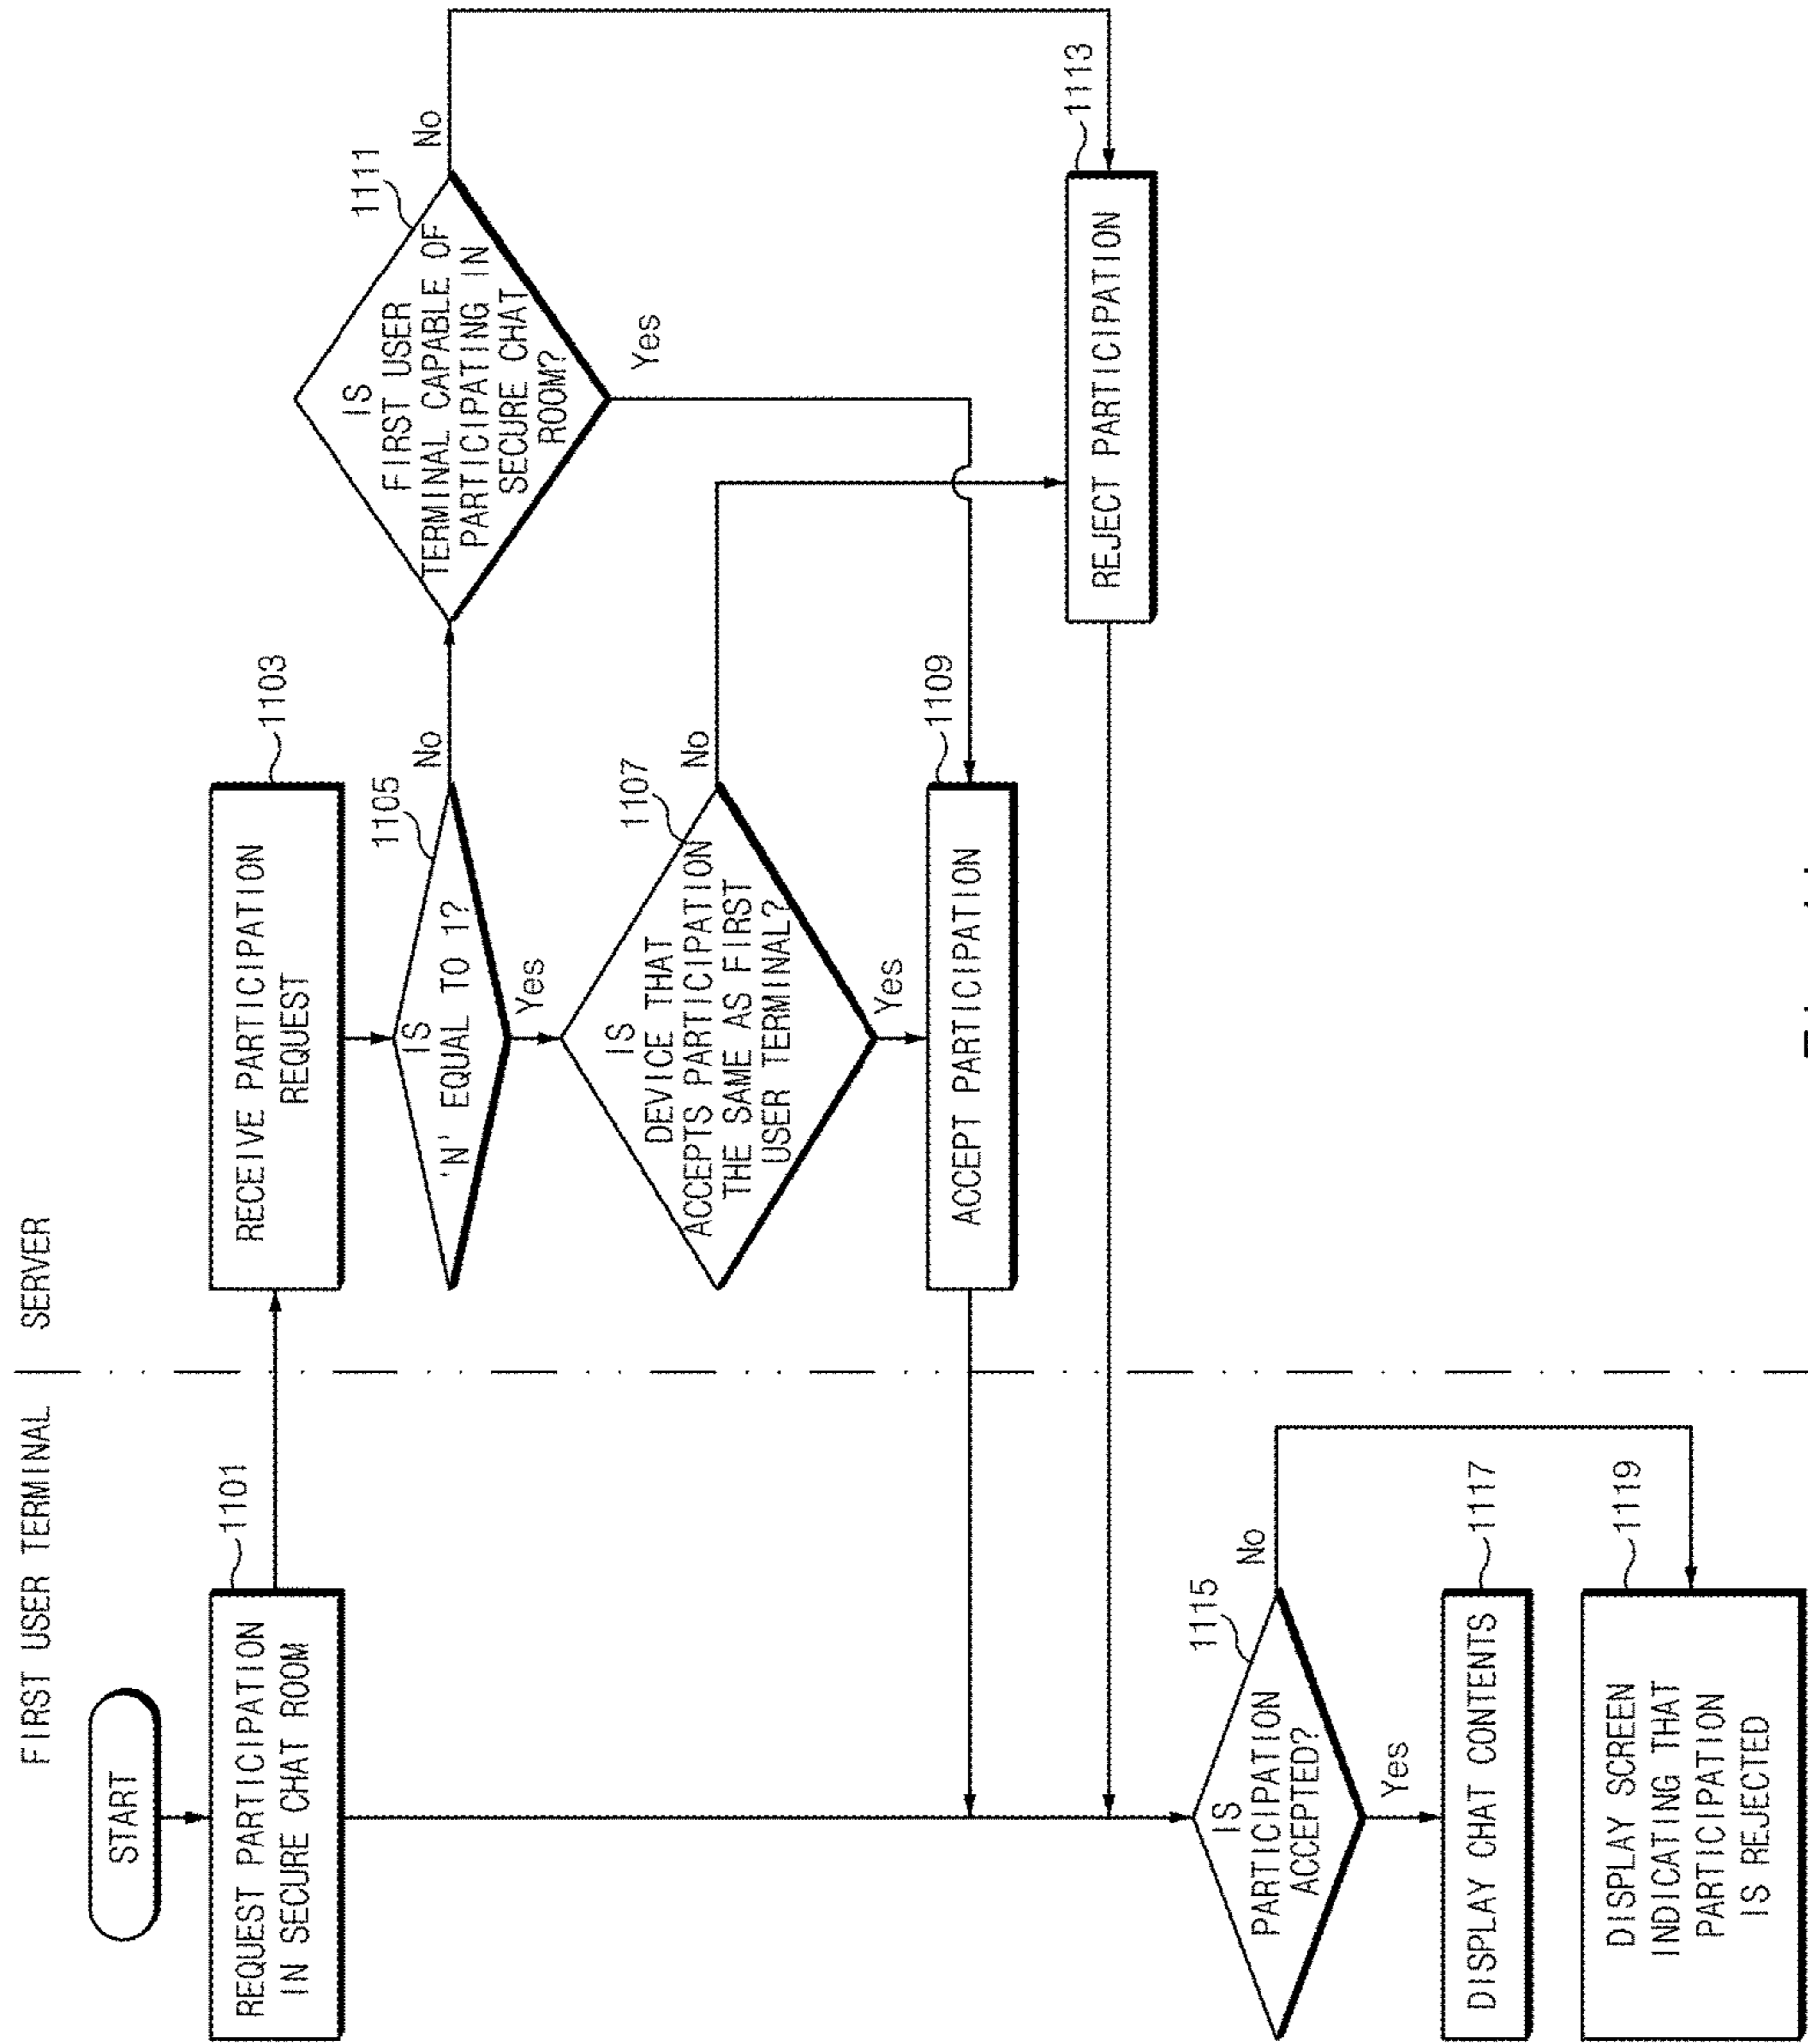 FIRST USER TERMINAL
SERVER
START
REQUEST PARTICIPATION
IN SECURE CHAT ROOM
1101
RECEIVE PARTICIPATION
REQUEST
1103
IS
'N' EQUAL TO 1?
1105
No
Yes
IS
FIRST USER
TERMINAL CAPABLE OF
PARTICIPATING IN
SECURE CHAT
ROOM?
1111
No
Yes
IS
DEVICE THAT
ACCEPTS PARTICIPATION
THE SAME AS FIRST
USER TERMINAL?
1107
No
Yes
ACCEPT PARTICIPATION
1109
REJECT PARTICIPATION
1113
IS
PARTICIPATION
ACCEPTED?
1115
No
Yes
DISPLAY CHAT CONTENTS
1117
DISPLAY SCREEN
INDICATING THAT
PARTICIPATION
IS REJECTED
1119